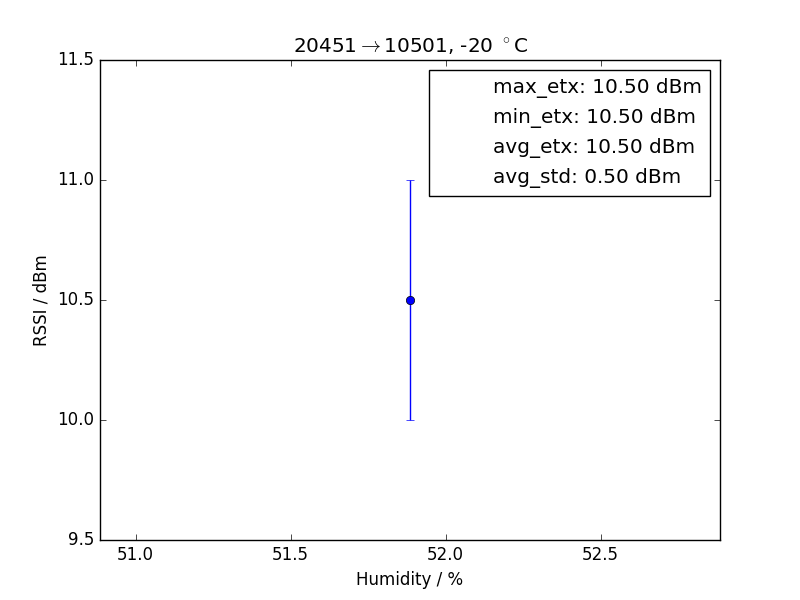 20451→10501, -20 °C
max_etx: 10.50 dBm
min_etx: 10.50 dBm
avg_etx: 10.50 dBm
avg_std: 0.50 dBm
RSSI / dBm
11.5
11.0
10.5
10.0
9.5
51.0 51.5 52.0 52.5
Humidity / %